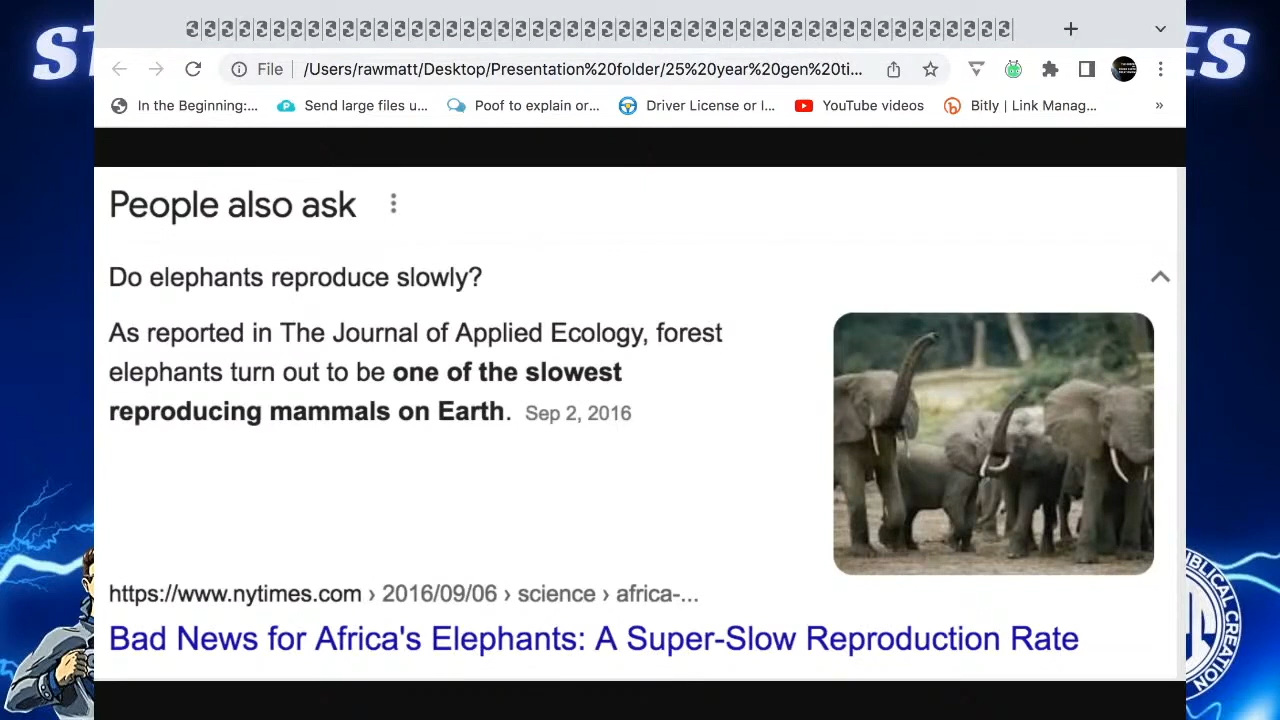 File
/Users/rawmatt/Desktop/Presentation%20folder/25%20year%20gen%20ti...
In the Beginning:... Send large files u... Poof to explain or... Driver License or I... YouTube videos Bitly | Link Manag... »
People also ask
Do elephants reproduce slowly?
As reported in The Journal of Applied Ecology, forest
elephants turn out to be one of the slowest
reproducing mammals on Earth. Sep 2, 2016
https://www.nytimes.com › 2016/09/06 › science › africa-...
Bad News for Africa's Elephants: A Super-Slow Reproduction Rate
CREATION